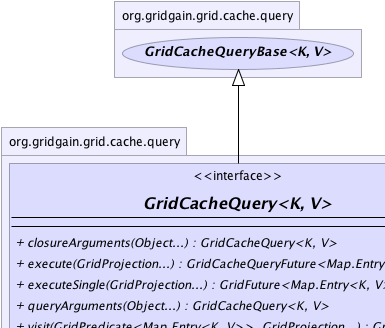 org.gridgain.grid.cache.query
GridCacheQueryBase<K, V>
org.gridgain.grid.cache.query
<<interface>>
GridCacheQuery<K, V>
+ closureArguments(Object...) : GridCacheQuery<K, V>
+ execute(GridProjection...) : GridCacheQueryFuture<Map.Entry
+ executeSingle(GridProjection...) : GridFuture<Map.Entry<K, V
+ queryArguments(Object...) : GridCacheQuery<K, V>
+ visit(GridPredicate<Map.Entry<K, V>>, GridProjection...) :